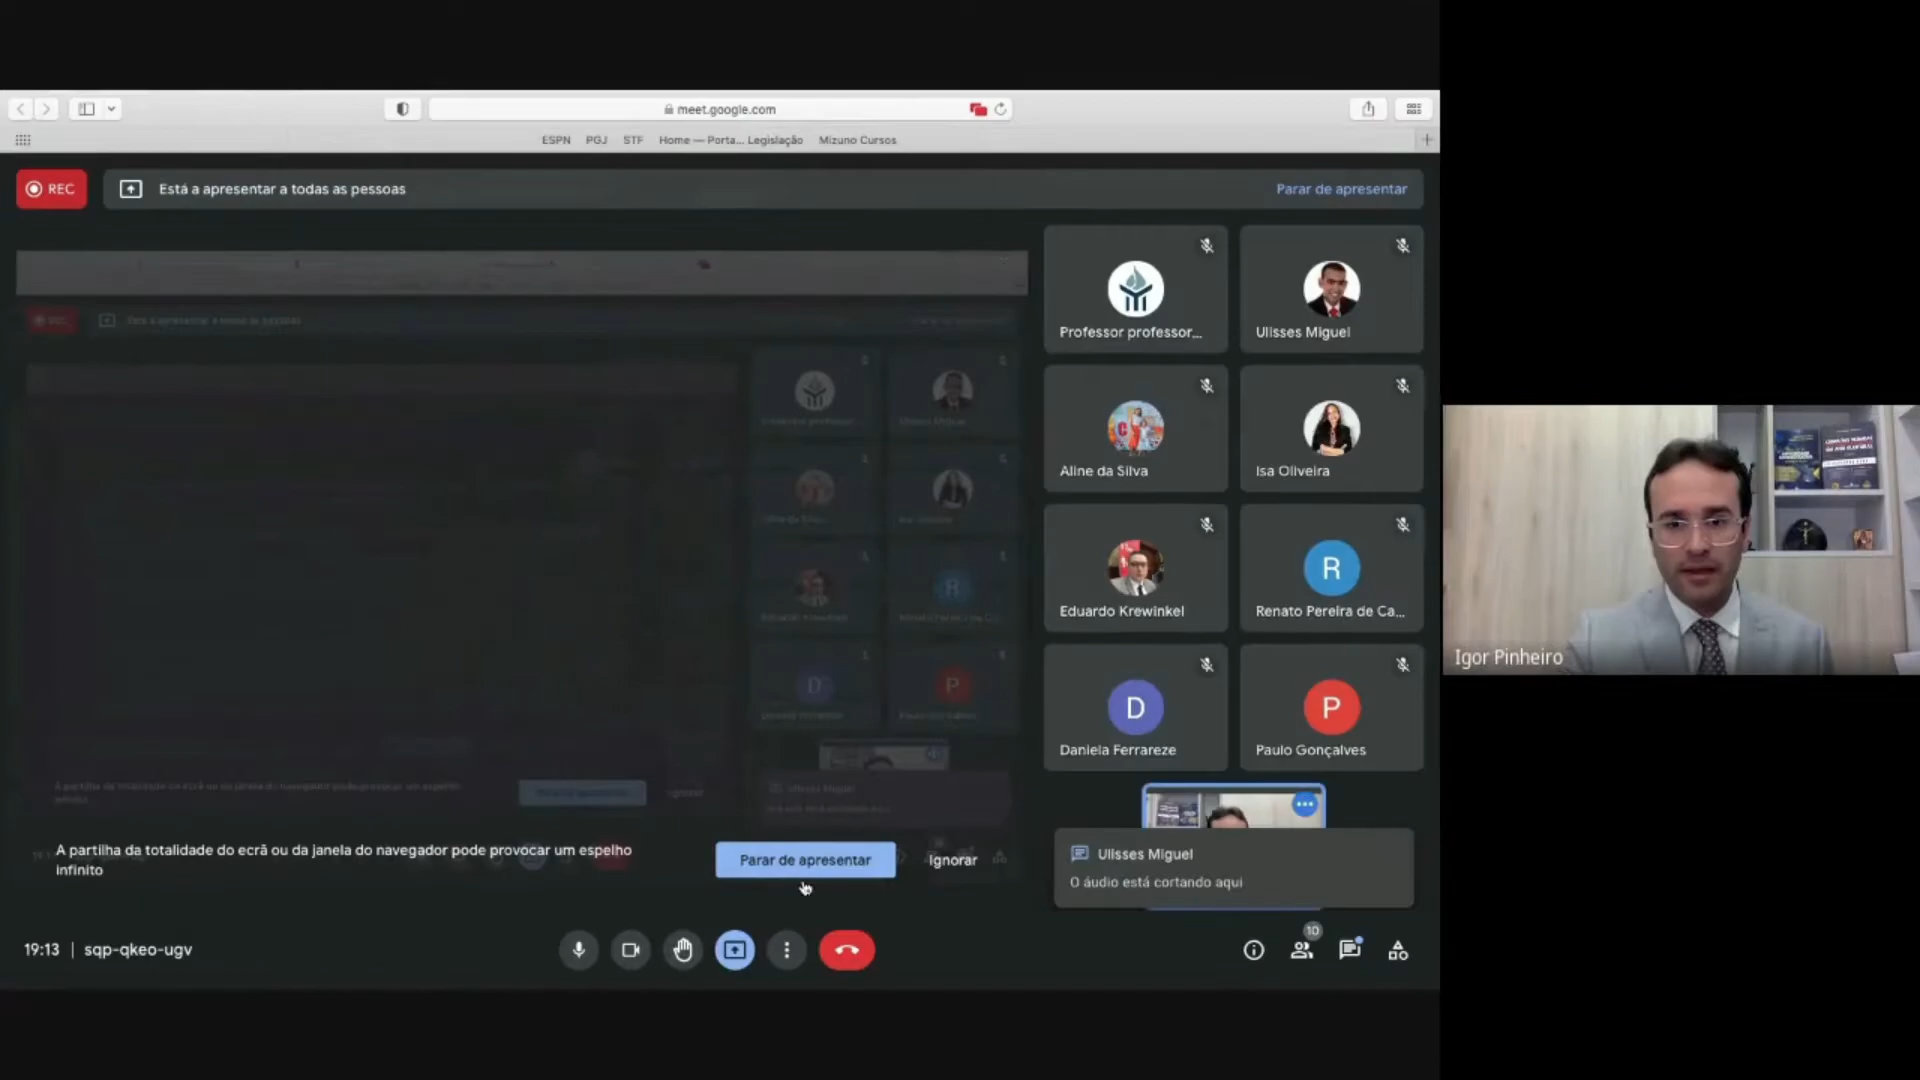 meet.google.com
ESPN PGJ STF Home — Porta... Legislação Mizuno Cursos
REC
Está a apresentar a todas as pessoas
Parar de apresentar
Professor professor...
Ulisses Miguel
Aline da Silva
Isa Oliveira
Eduardo Krewinkel
R
Renato Pereira de Ca...
D
Daniela Ferrareze
P
Paulo Gonçalves
R
D
P
A partilha da totalidade do ecrã ou da janela do navegador pode provocar um espelho
infinito
Parar de apresentar
Ignorar
Ulisses Miguel
O áudio está cortando aqui
19:13 | sqp-qkeo-ugv
10
Igor Pinheiro